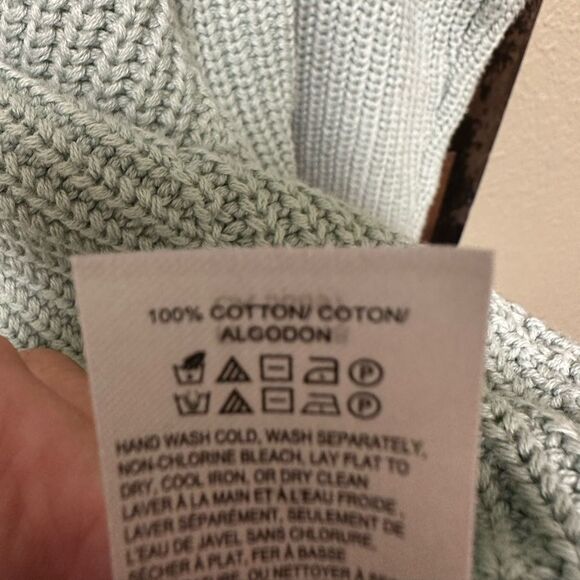 100% COTTON/ COTON/
ALGODON
HAND WASH COLD, WASH SEPARATELY,
NON-CHLORINE BLEACH, LAY FLAT TO
DRY, COOL IRON, OR DRY CLEAN
LAVER À LA MAIN ET À L'EAU FROIDE,
LAVER SÉPARÉMENT, SEULEMENT DE
L'EAU DE JAVEL SANS CHLORURE,
SÉCHER À PLAT, FER À BASSE
OU NETTOYER À